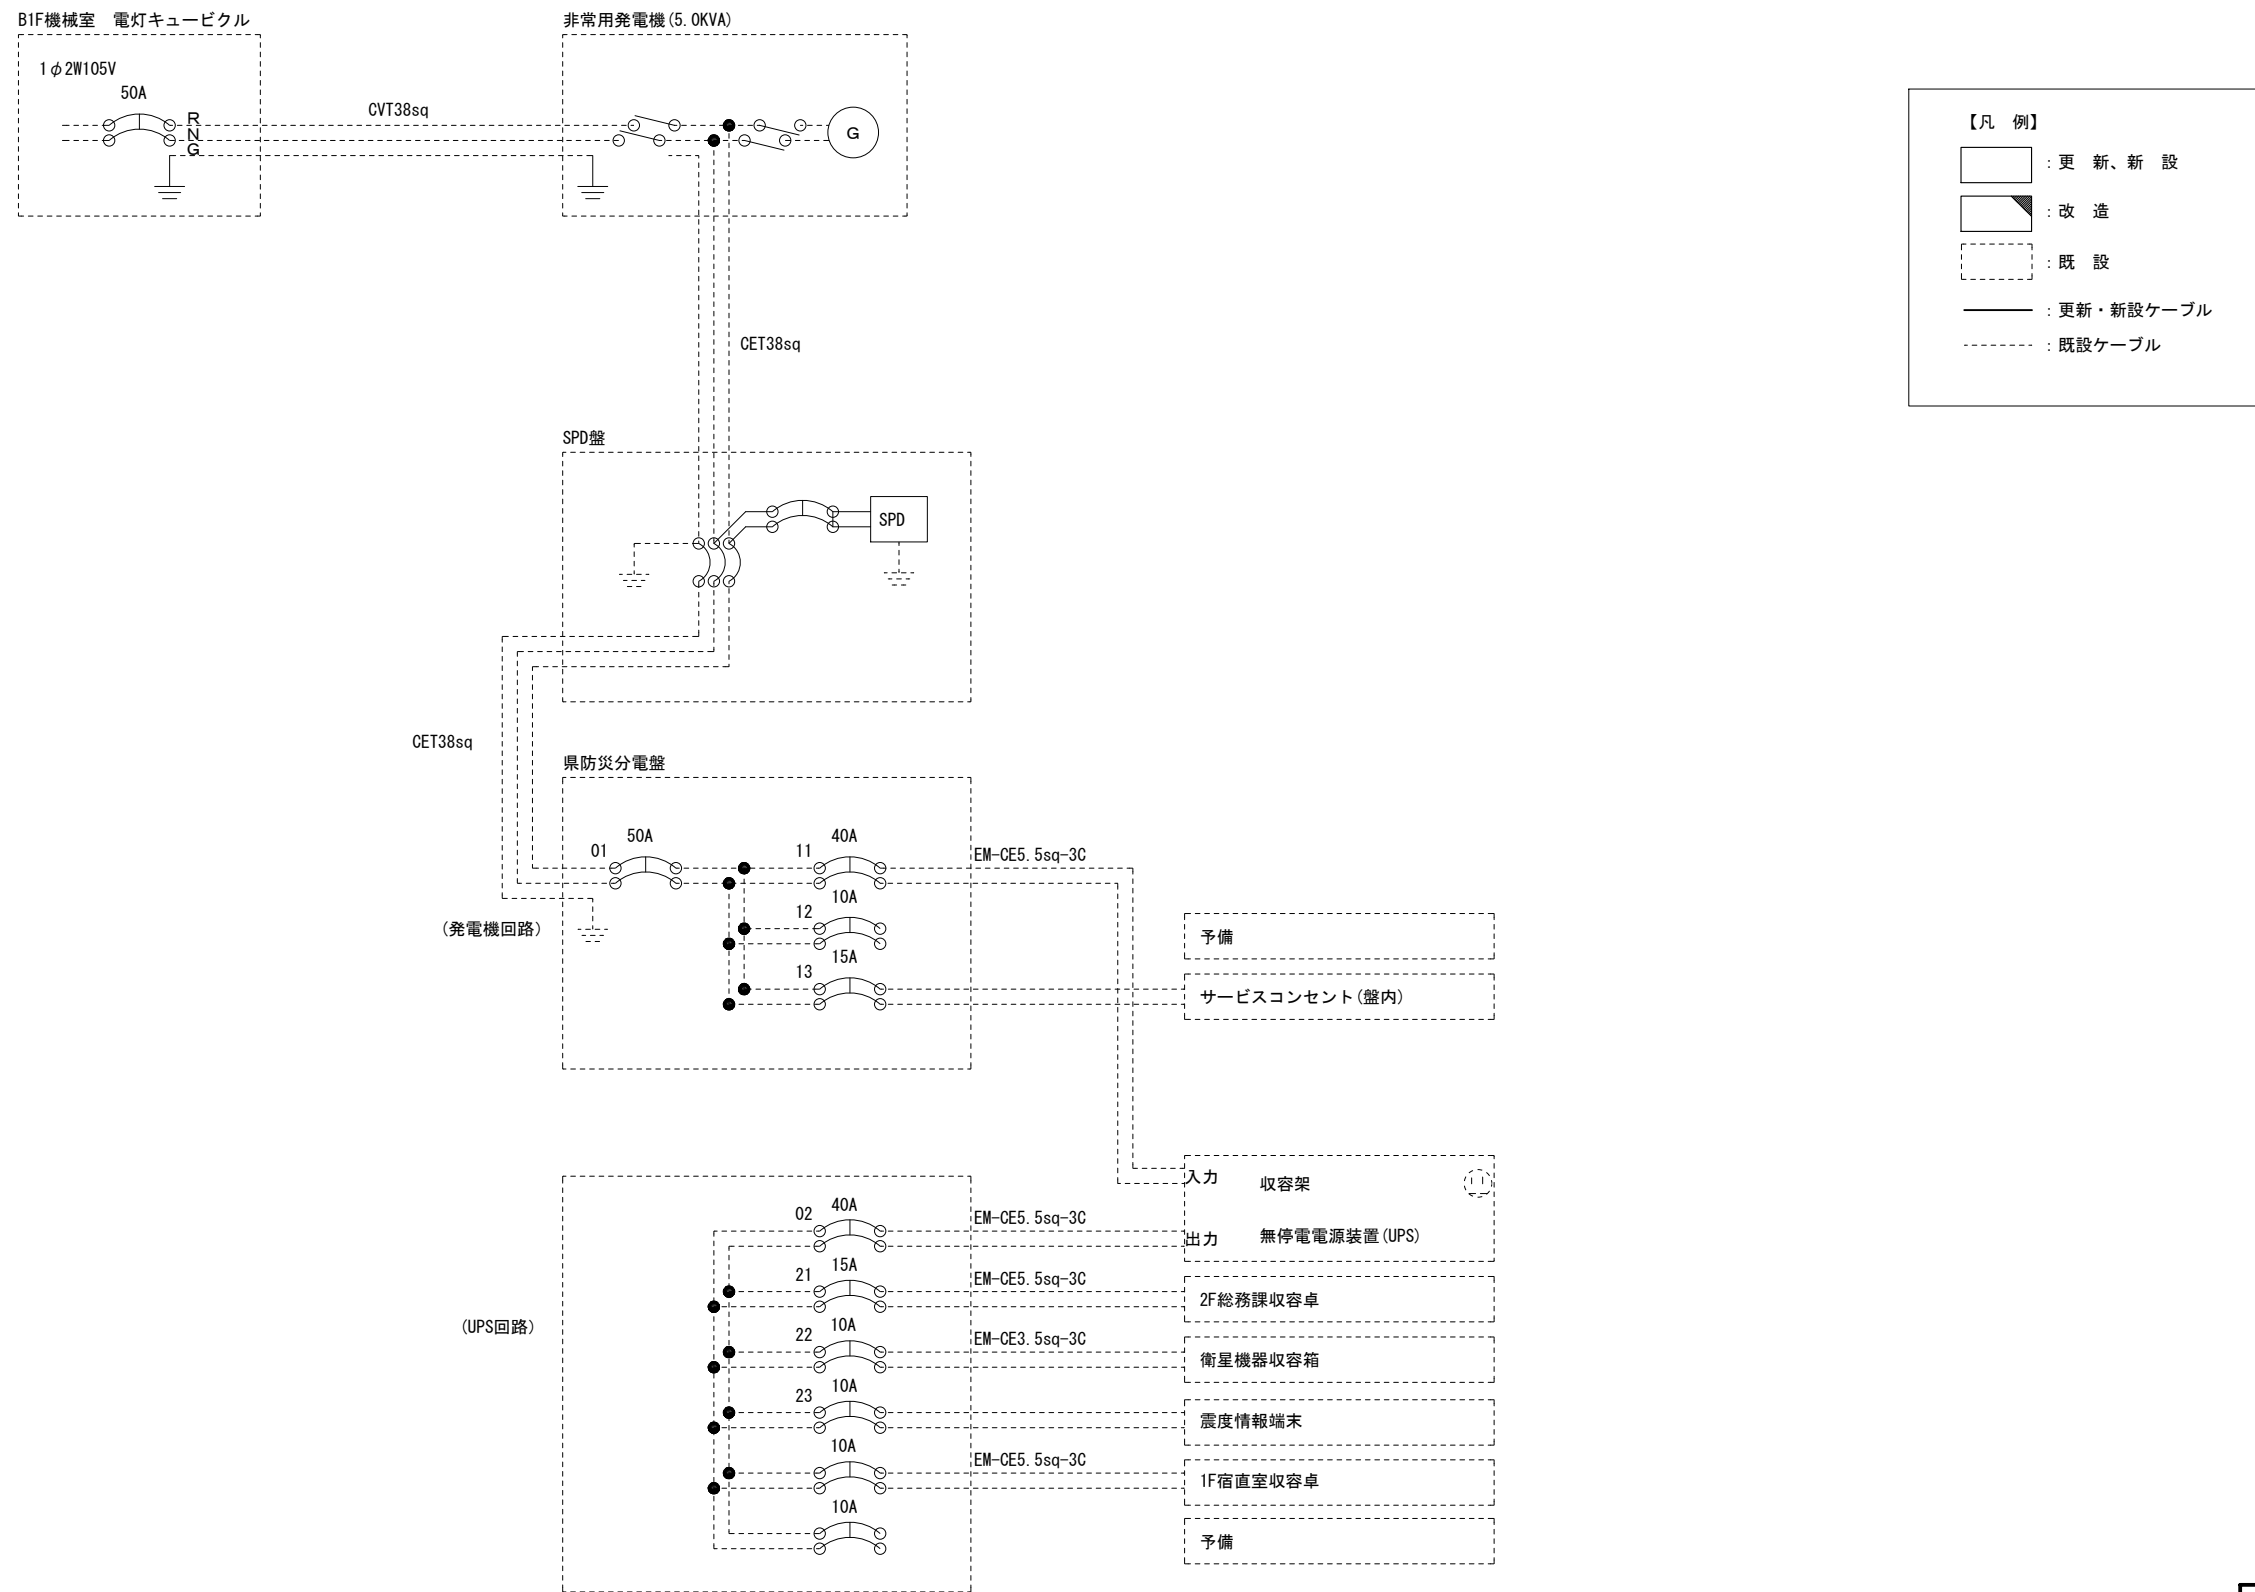 B1F機械室　電灯キュービクル
非常用発電機(5.0KVA)
1φ2W105V
50A
R
N
G
CVT38sq
G
【凡　例】
：更　新、新　設
：改　造
：既　設
：更新・新設ケーブル
：既設ケーブル
CET38sq
SPD盤
SPD
CET38sq
県防災分電盤
01
50A
11
40A
EM-CE5.5sq-3C
12
10A
(発電機回路)
予備
13
15A
サービスコンセント(盤内)
入力
収容架
02
40A
EM-CE5.5sq-3C
出力
無停電電源装置(UPS)
21
15A
EM-CE5.5sq-3C
2F総務課収容卓
(UPS回路)
22
10A
EM-CE3.5sq-3C
衛星機器収容箱
23
10A
震度情報端末
10A
EM-CE5.5sq-3C
1F宿直室収容卓
10A
予備